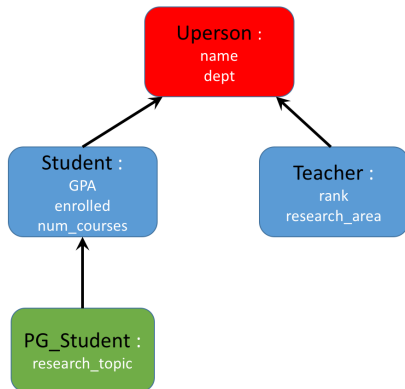 Uperson :
name
dept
Student :
GPA
enrolled
num_courses
Teacher :
rank
research_area
PG_Student :
research_topic